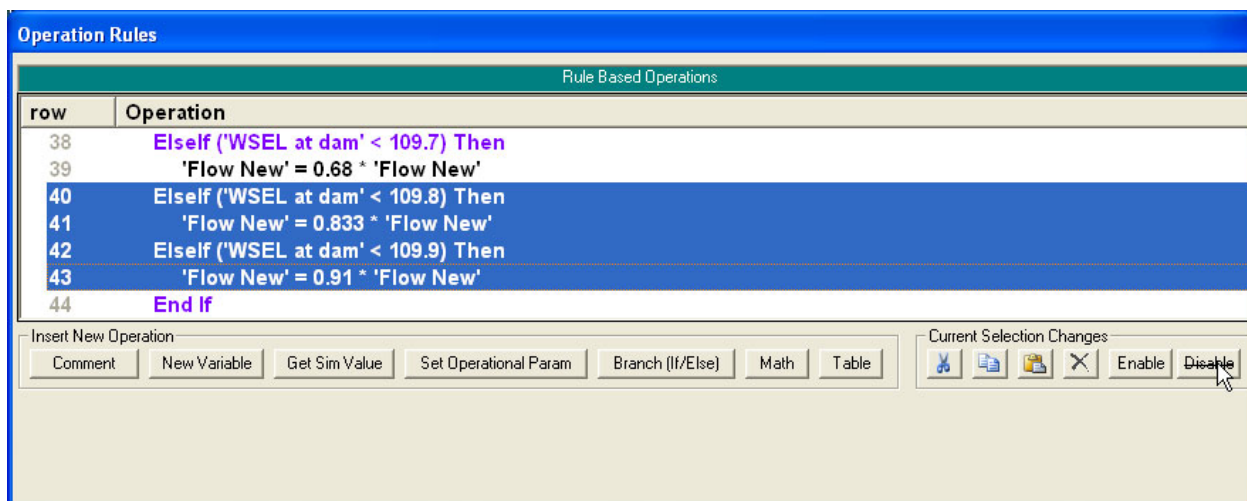 Operation Rules
Rule Based Operations
row Operation
38 ElseIf ('WSEL at dam' < 109.7) Then
39 'Flow New' = 0.68 * 'Flow New'
40 ElseIf ('WSEL at dam' < 109.8) Then
41 'Flow New' = 0.833 * 'Flow New'
42 ElseIf ('WSEL at dam' < 109.9) Then
43 'Flow New' = 0.91 * 'Flow New'
44 End If
Insert New Operation Current Selection Changes
Comment New Variable Get Sim Value Set Operational Param Branch (If/Else) Math Table Enable Disable